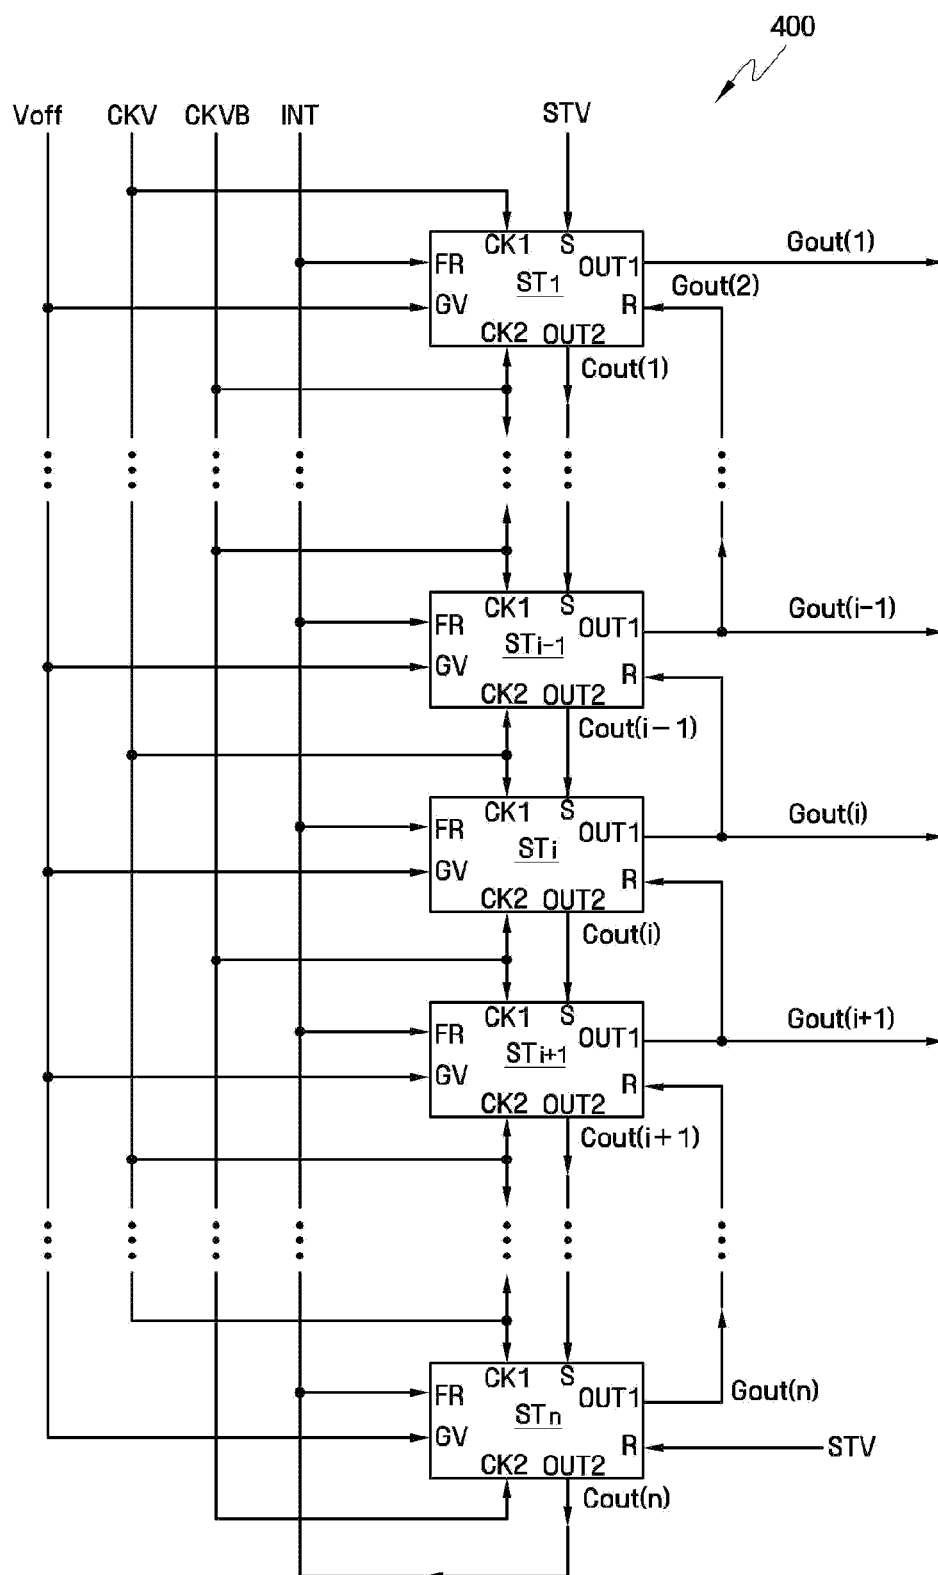 400
Voff CKV CKVB INT STV
CK1 S
FR OUT1 Gout(1)
ST1 Gout(2)
GV R
CK2 OUT2
Cout(1)
CK1 S
FR OUT1 Gout(i-1)
STi-1
GV R
CK2 OUT2
Cout(i-1)
CK1 S
FR OUT1 Gout(i)
STi
GV R
CK2 OUT2
Cout(i)
CK1 S
FR OUT1 Gout(i+1)
STi+1
GV R
CK2 OUT2
Cout(i+1)
CK1 S
FR OUT1 Gout(n)
STn
GV R STV
CK2 OUT2
Cout(n)